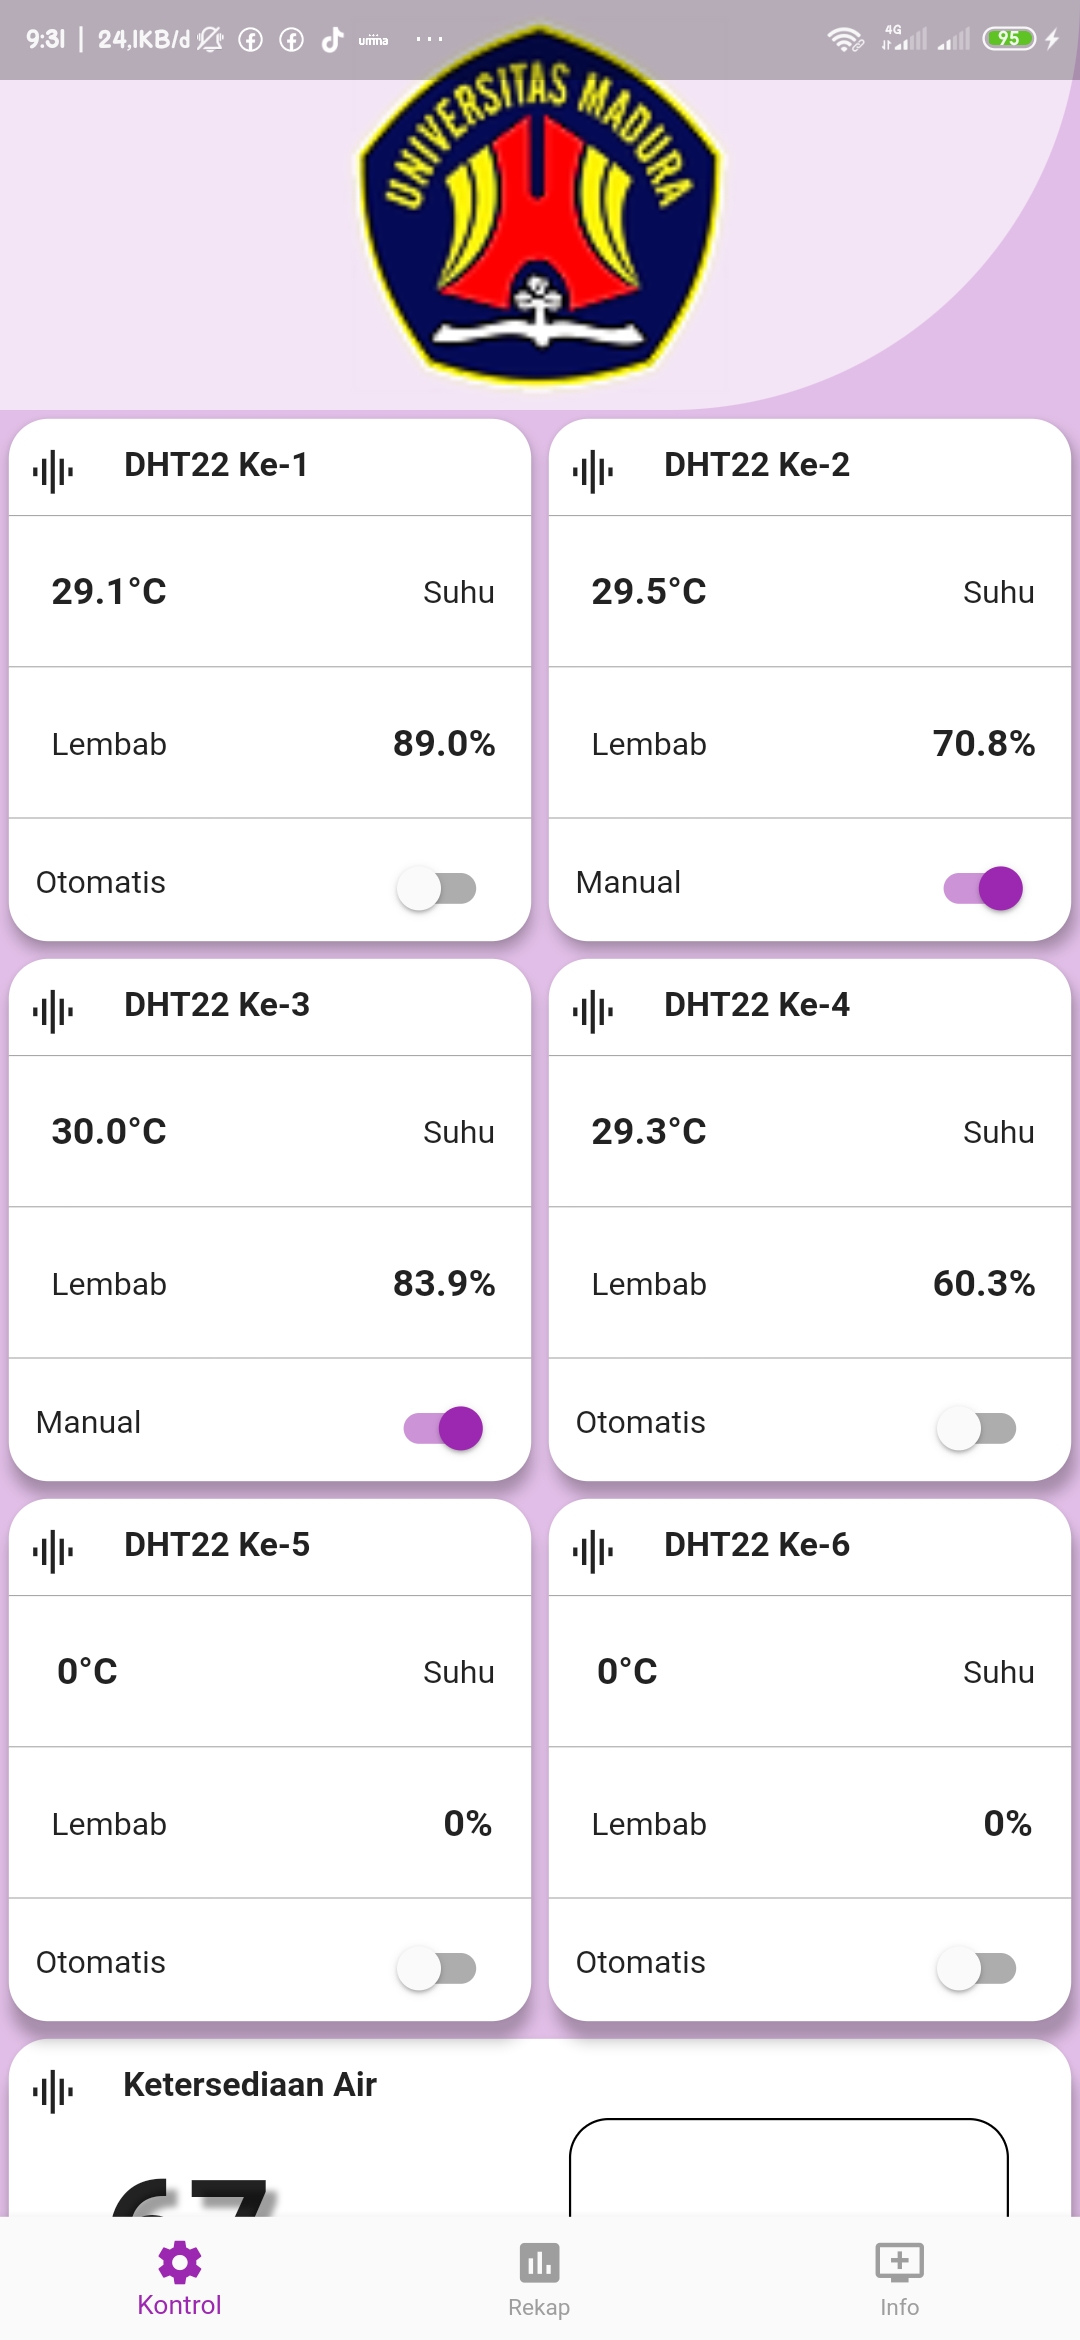 9:31 | 24,1KB/d
umma
4G
95
UNIVERSITAS MADURA
DHT22 Ke-1
29.1°C Suhu
Lembab 89.0%
Otomatis
DHT22 Ke-2
29.5°C Suhu
Lembab 70.8%
Manual
DHT22 Ke-3
30.0°C Suhu
Lembab 83.9%
Manual
DHT22 Ke-4
29.3°C Suhu
Lembab 60.3%
Otomatis
DHT22 Ke-5
0°C Suhu
Lembab 0%
Otomatis
DHT22 Ke-6
0°C Suhu
Lembab 0%
Otomatis
Ketersediaan Air
67
Kontrol
Rekap
Info